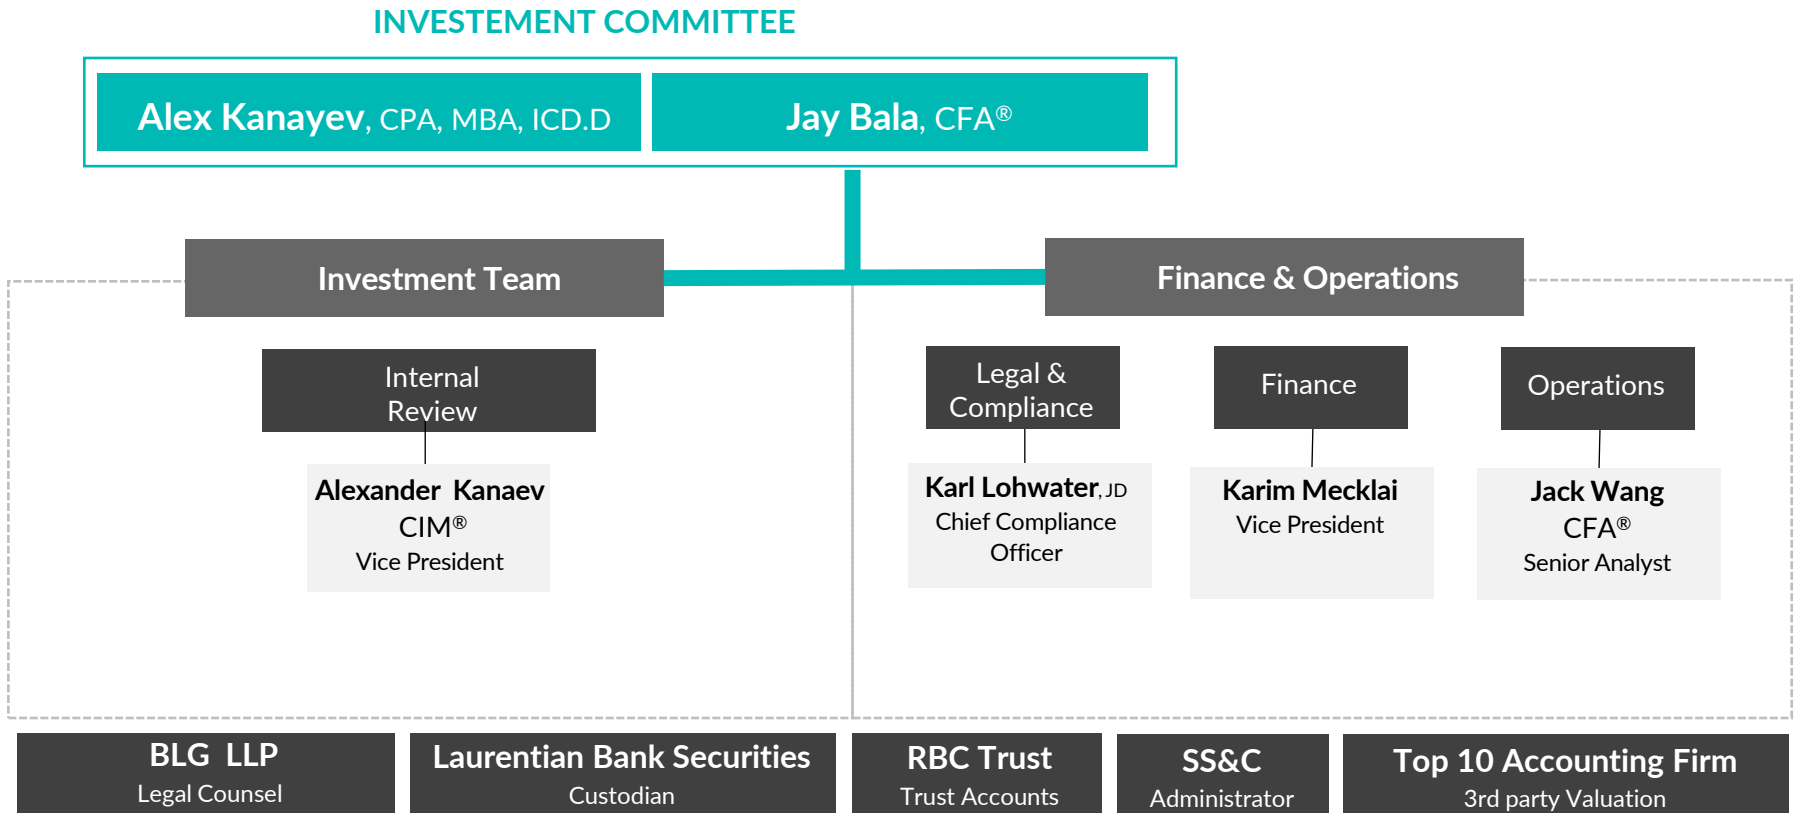 INVESTEMENT COMMITTEE
Alex Kanayev, CPA, MBA, ICD.D
Jay Bala, CFA®
Investment Team
Finance & Operations
Internal
Review
Alexander Kanaev
CIM®
Vice President
Legal &
Compliance
Karl Lohwater, JD
Chief Compliance
Officer
Finance
Karim Mecklai
Vice President
Operations
Jack Wang
CFA®
Senior Analyst
BLG LLP
Legal Counsel
Laurentian Bank Securities
Custodian
RBC Trust
Trust Accounts
SS&C
Administrator
Top 10 Accounting Firm
3rd party Valuation